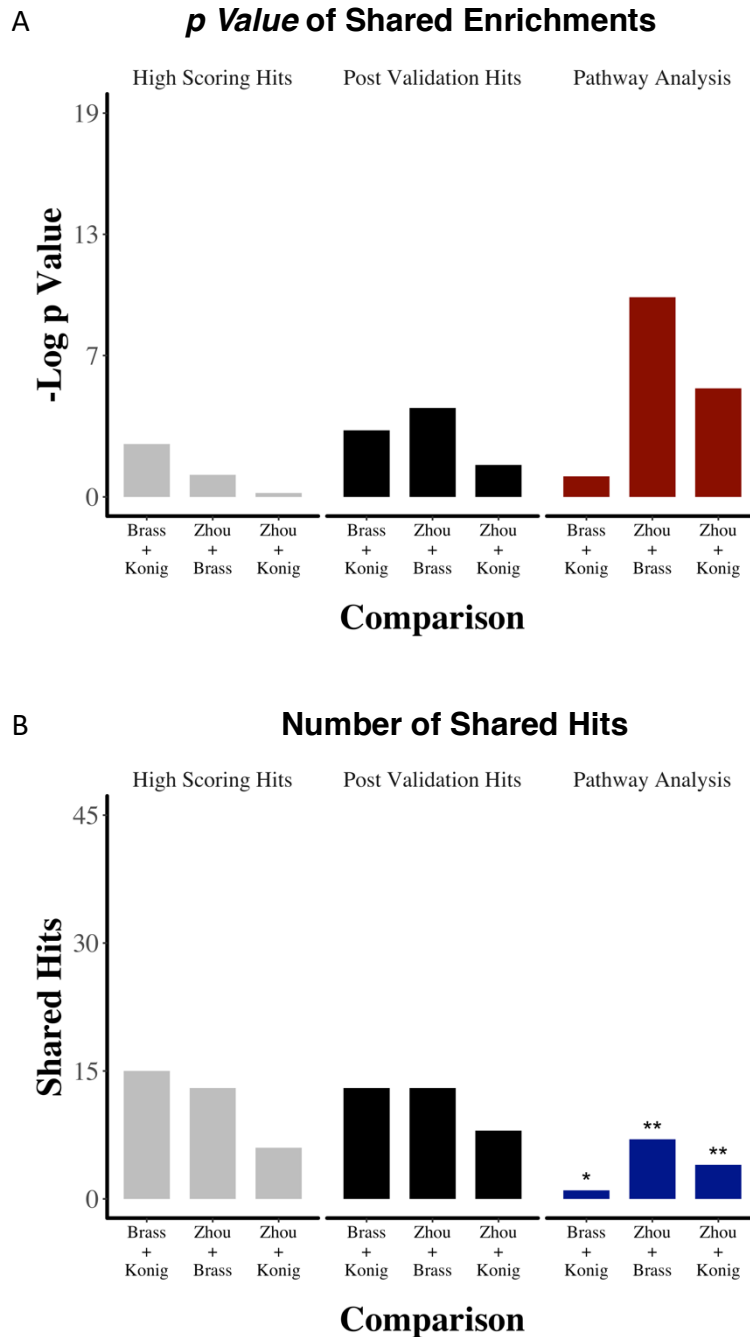 A
p Value of Shared Enrichments
High Scoring Hits Post Validation Hits Pathway Analysis
-Log p Value
19
13
7
0
Brass Zhou Zhou Brass Zhou Zhou Brass Zhou Zhou
+ + + + + + + + +
Konig Brass Konig Konig Brass Konig Konig Brass Konig
Comparison
B
Number of Shared Hits
High Scoring Hits Post Validation Hits Pathway Analysis
Shared Hits
45
30
15
0
* ** **
Brass Zhou Zhou Brass Zhou Zhou Brass Zhou Zhou
+ + + + + + + + +
Konig Brass Konig Konig Brass Konig Konig Brass Konig
Comparison